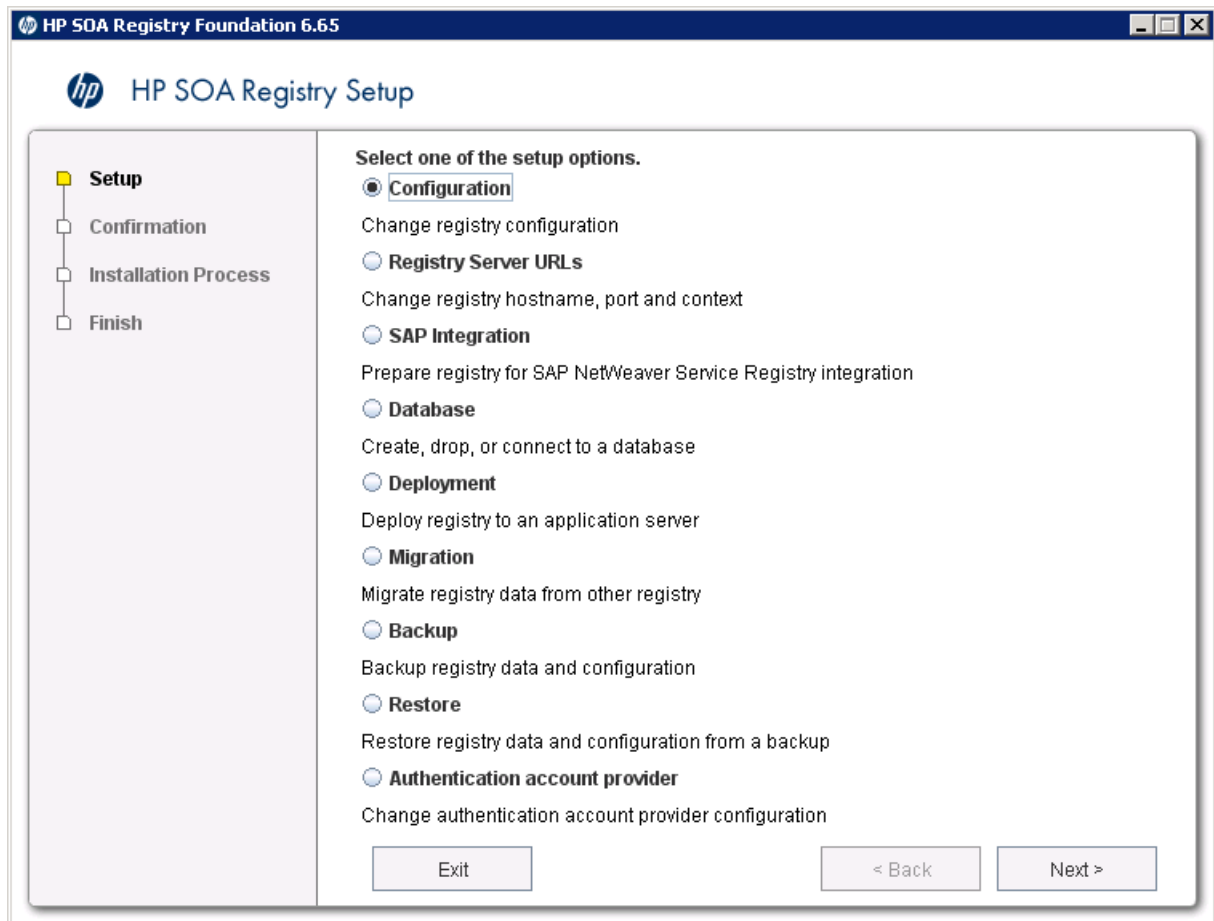 HP SOA Registry Foundation 6.65
hp HP SOA Registry Setup
Setup
Confirmation
Installation Process
Finish
Select one of the setup options.
Configuration
Change registry configuration
Registry Server URLs
Change registry hostname, port and context
SAP Integration
Prepare registry for SAP NetWeaver Service Registry integration
Database
Create, drop, or connect to a database
Deployment
Deploy registry to an application server
Migration
Migrate registry data from other registry
Backup
Backup registry data and configuration
Restore
Restore registry data and configuration from a backup
Authentication account provider
Change authentication account provider configuration
Exit
< Back
Next >